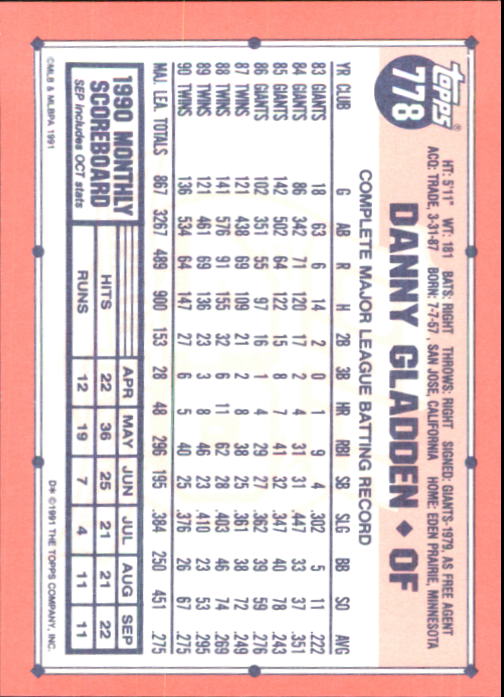 topps®
778
DANNY GLADDEN ◆ OF
HT: 5'11" WT: 181 BATS: RIGHT THROWS: RIGHT SIGNED: GIANTS-1979, AS FREE AGENT
ACQ: TRADE, 3-31-87 BORN: 7-7-57, SAN JOSE, CALIFORNIA HOME: EDEN PRAIRIE, MINNESOTA
COMPLETE MAJOR LEAGUE BATTING RECORD
YR CLUB G AB R H 2B 3B HR RBI SB SLG BB SO AVG
83 GIANTS 18 63 6 14 2 0 1 9 4 .302 5 11 .222
84 GIANTS 86 342 71 120 17 2 4 31 31 .447 33 37 .351
85 GIANTS 142 502 64 122 15 8 7 41 32 .347 40 78 .243
86 GIANTS 102 351 55 97 16 1 4 29 27 .362 39 59 .276
87 TWINS 121 438 69 109 21 2 8 38 25 .361 38 72 .249
88 TWINS 141 576 91 155 32 6 11 62 28 .403 46 74 .269
89 TWINS 121 461 69 136 23 3 8 46 23 .410 23 53 .295
90 TWINS 136 534 64 147 27 6 5 40 25 .376 26 67 .275
MAJ. LEA. TOTALS 867 3267 489 900 153 28 48 296 195 .384 250 451 .275
1990 MONTHLY
SCOREBOARD
SEP includes OCT stats
APR MAY JUN JUL AUG SEP
HITS 22 36 25 21 21 22
RUNS 12 19 7 4 11 11
©MLB & MLBPA 1991
D* ©1991 THE TOPPS COMPANY, INC.